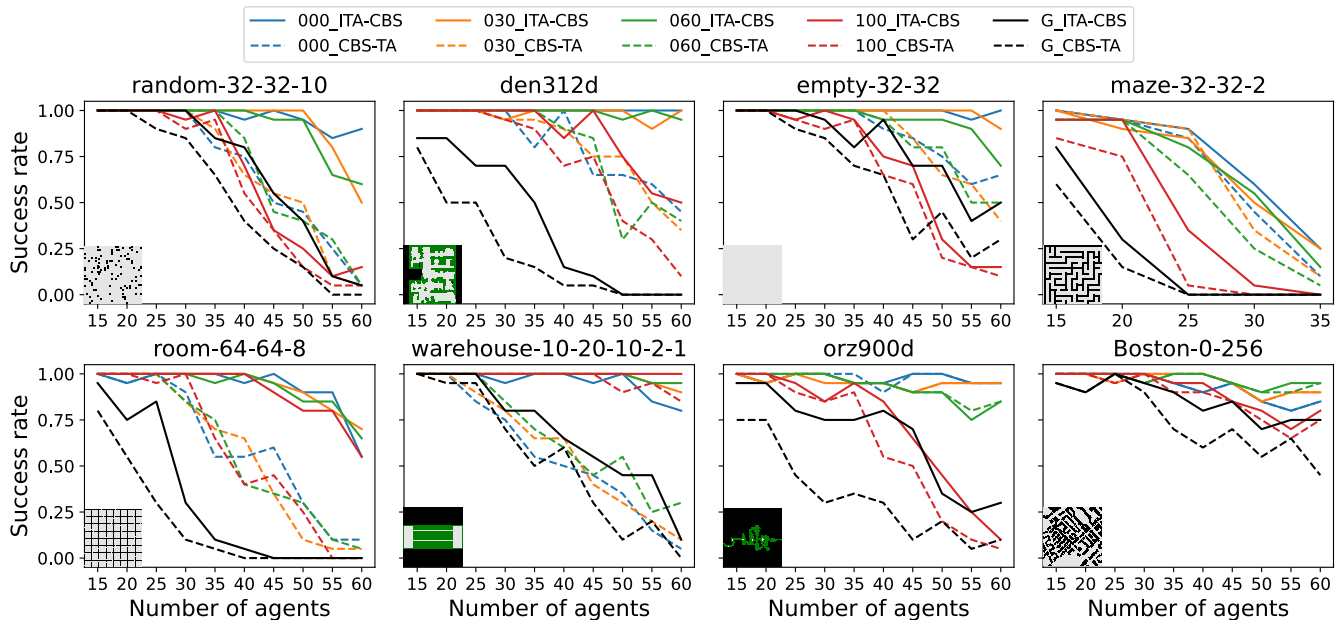 000_ITA-CBS 030_ITA-CBS 060_ITA-CBS 100_ITA-CBS G_ITA-CBS
000_CBS-TA 030_CBS-TA 060_CBS-TA 100_CBS-TA G_CBS-TA
random-32-32-10 den312d empty-32-32 maze-32-32-2
Success rate
1.00
0.75
0.50
0.25
0.00
15 20 25 30 35 40 45 50 55 60 15 20 25 30 35 40 45 50 55 60 15 20 25 30 35 40 45 50 55 60 15 20 25 30 35
room-64-64-8 warehouse-10-20-10-2-1 orz900d Boston-0-256
Success rate
1.00
0.75
0.50
0.25
0.00
15 20 25 30 35 40 45 50 55 60 15 20 25 30 35 40 45 50 55 60 15 20 25 30 35 40 45 50 55 60 15 20 25 30 35 40 45 50 55 60
Number of agents Number of agents Number of agents Number of agents